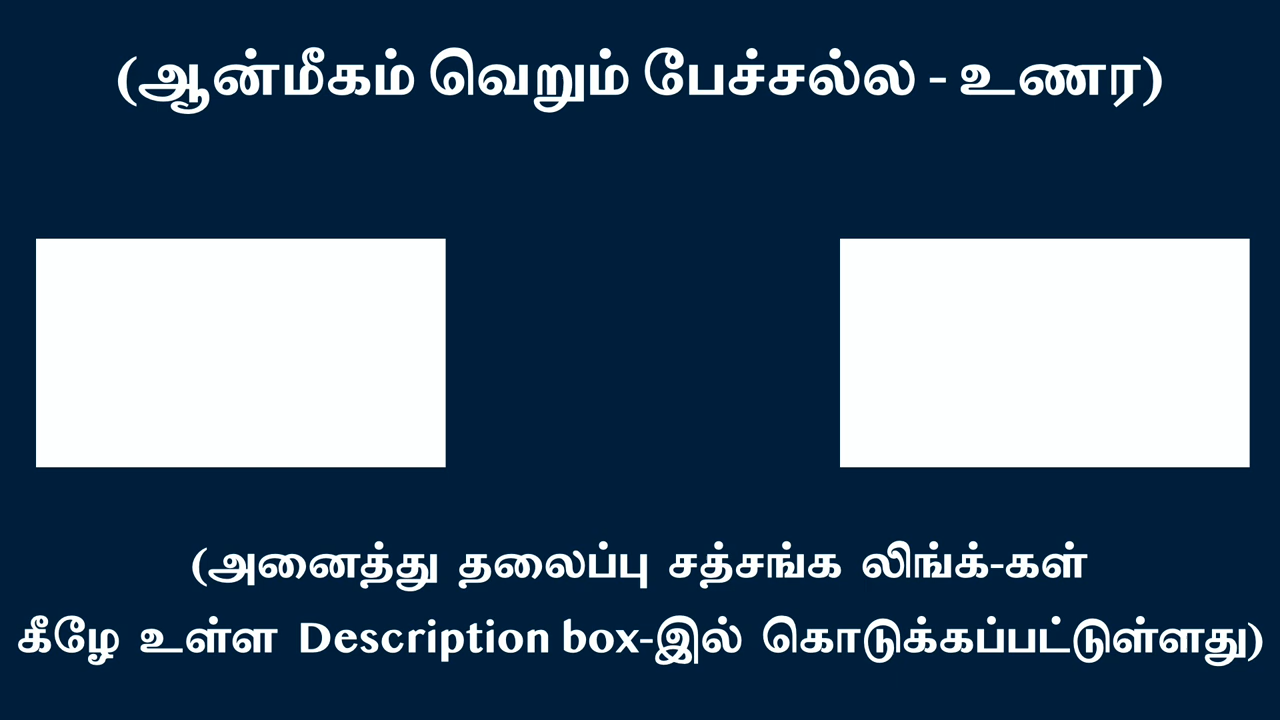 (ஆன்மீகம் வெறும் பேச்சல்ல - உணர)
(அனைத்து தலைப்பு சத்சங்க லிங்க்-கள்
கீழே உள்ள Description box-இல் கொடுக்கப்பட்டுள்ளது)